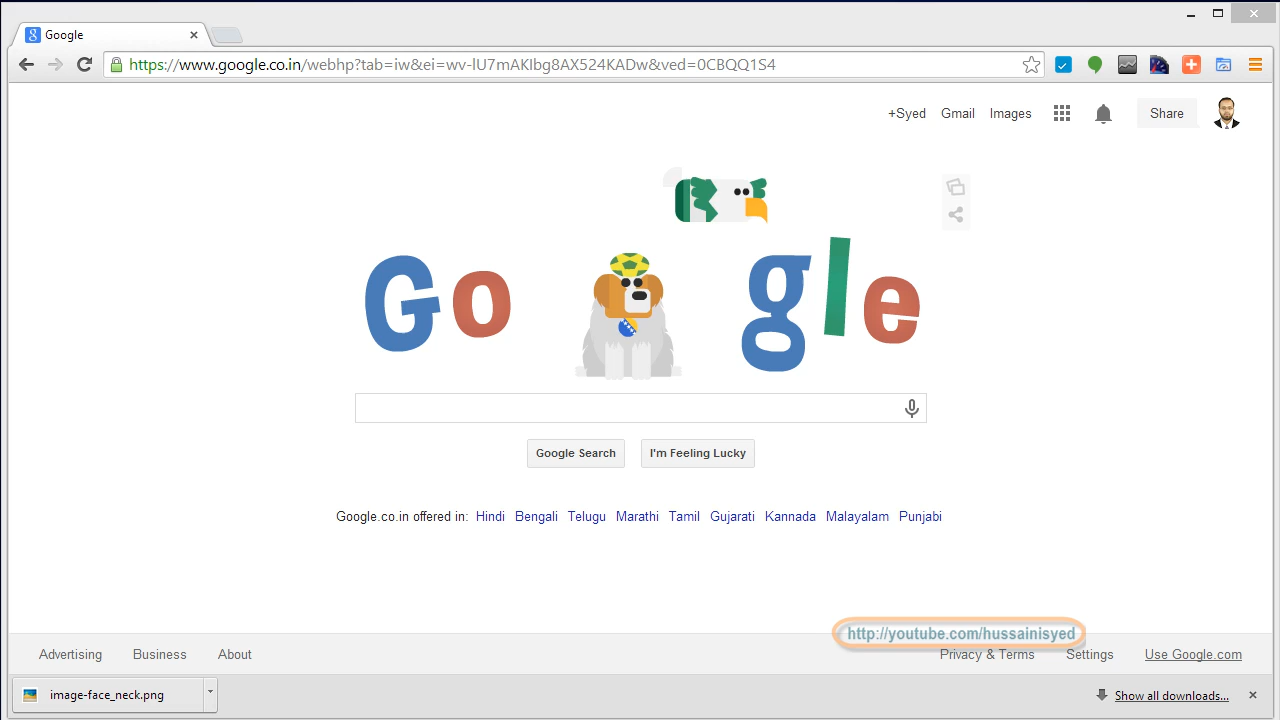 Google
https://www.google.co.in/webhp?tab=iw&ei=wv-lU7mAKIbg8AX524KADw&ved=0CBQQ1S4
+Syed Gmail Images Share
Go gle
Google Search I'm Feeling Lucky
Google.co.in offered in: Hindi Bengali Telugu Marathi Tamil Gujarati Kannada Malayalam Punjabi
http://youtube.com/hussainisyed
Advertising Business About Privacy & Terms Settings Use Google.com
image-face_neck.png Show all downloads...